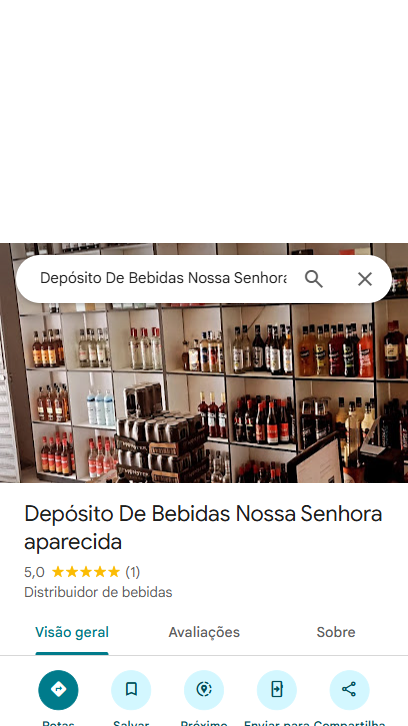 Depósito De Bebidas Nossa Senhora
Depósito De Bebidas Nossa Senhora
aparecida
5,0 ★★★★★ (1)
Distribuidor de bebidas
Visão geral Avaliações Sobre
Rotas Salvar Próximo Enviar para Compartilha